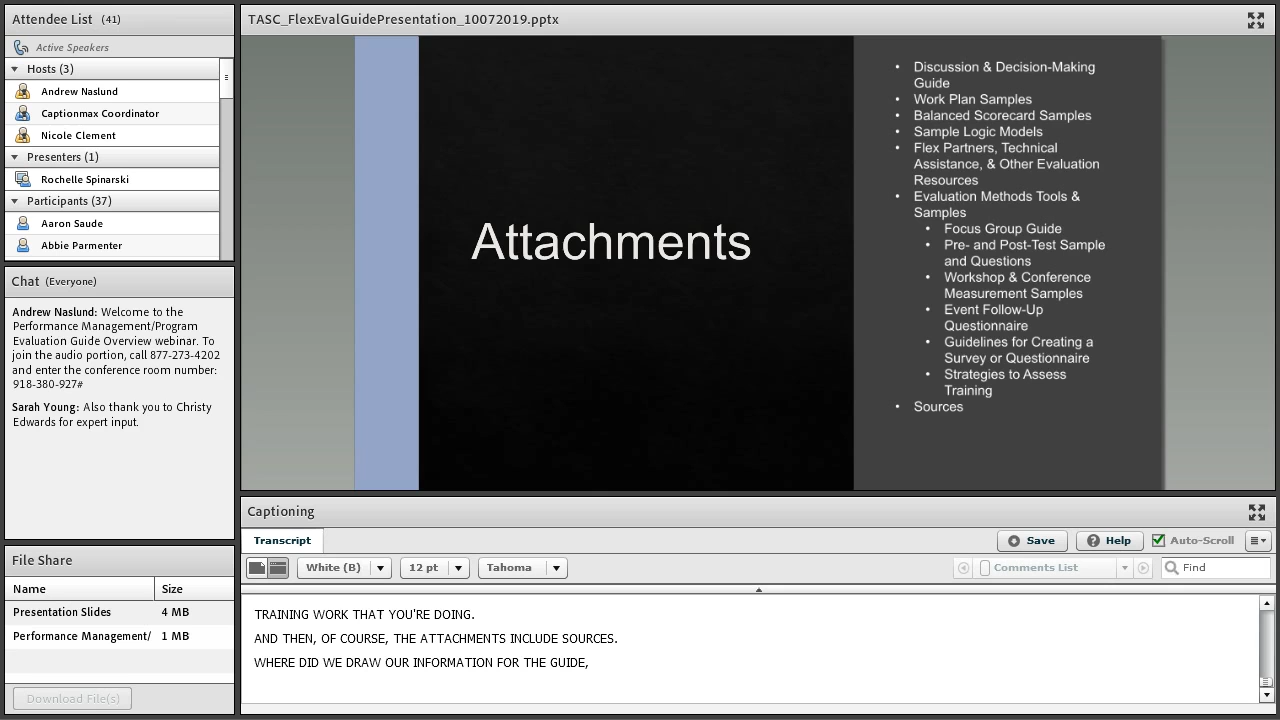 Attendee List (41)
Active Speakers
Hosts (3)
Andrew Naslund
Captionmax Coordinator
Nicole Clement
Presenters (1)
Rochelle Spinarski
Participants (37)
Aaron Saude
Abbie Parmenter
Chat (Everyone)
Andrew Naslund: Welcome to the
Performance Management/Program
Evaluation Guide Overview webinar. To
join the audio portion, call 877-273-4202
and enter the conference room number:
918-380-927#
Sarah Young: Also thank you to Christy
Edwards for expert input.
File Share
Name Size
Presentation Slides 4 MB
Performance Management/ 1 MB
Download File(s)
TASC_FlexEvalGuidePresentation_10072019.pptx
Attachments
• Discussion & Decision-Making
Guide
• Work Plan Samples
• Balanced Scorecard Samples
• Sample Logic Models
• Flex Partners, Technical
Assistance, & Other Evaluation
Resources
• Evaluation Methods Tools &
Samples
• Focus Group Guide
• Pre- and Post-Test Sample
and Questions
• Workshop & Conference
Measurement Samples
• Event Follow-Up
Questionnaire
• Guidelines for Creating a
Survey or Questionnaire
• Strategies to Assess
Training
• Sources
Captioning
Transcript Save Help Auto-Scroll
White (B) 12 pt Tahoma Comments List Find
TRAINING WORK THAT YOU'RE DOING.
AND THEN, OF COURSE, THE ATTACHMENTS INCLUDE SOURCES.
WHERE DID WE DRAW OUR INFORMATION FOR THE GUIDE,